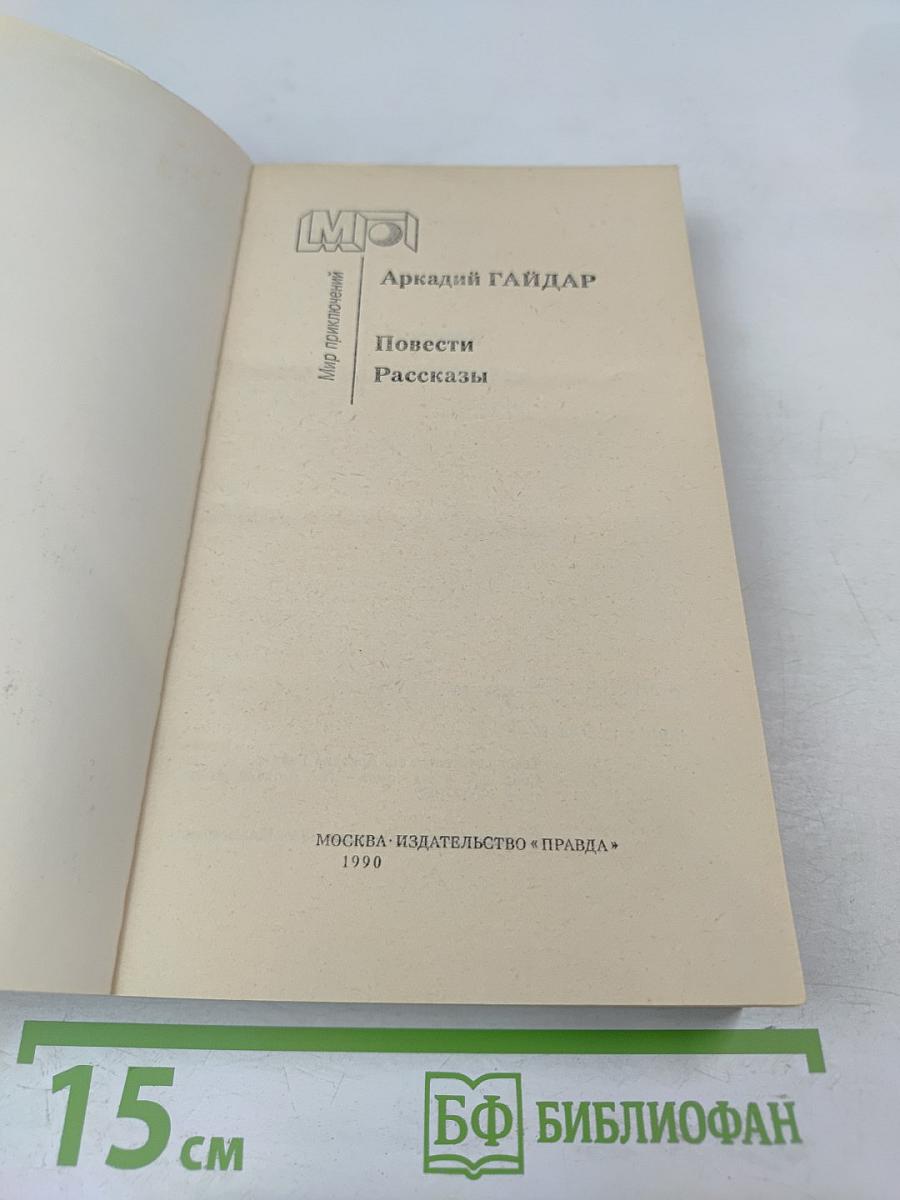 МП
Мир приключений
Аркадий ГАЙДАР
Повести
Рассказы
МОСКВА · ИЗДАТЕЛЬСТВО «ПРАВДА»
1990
15 см
БФ БИБЛИОФАН